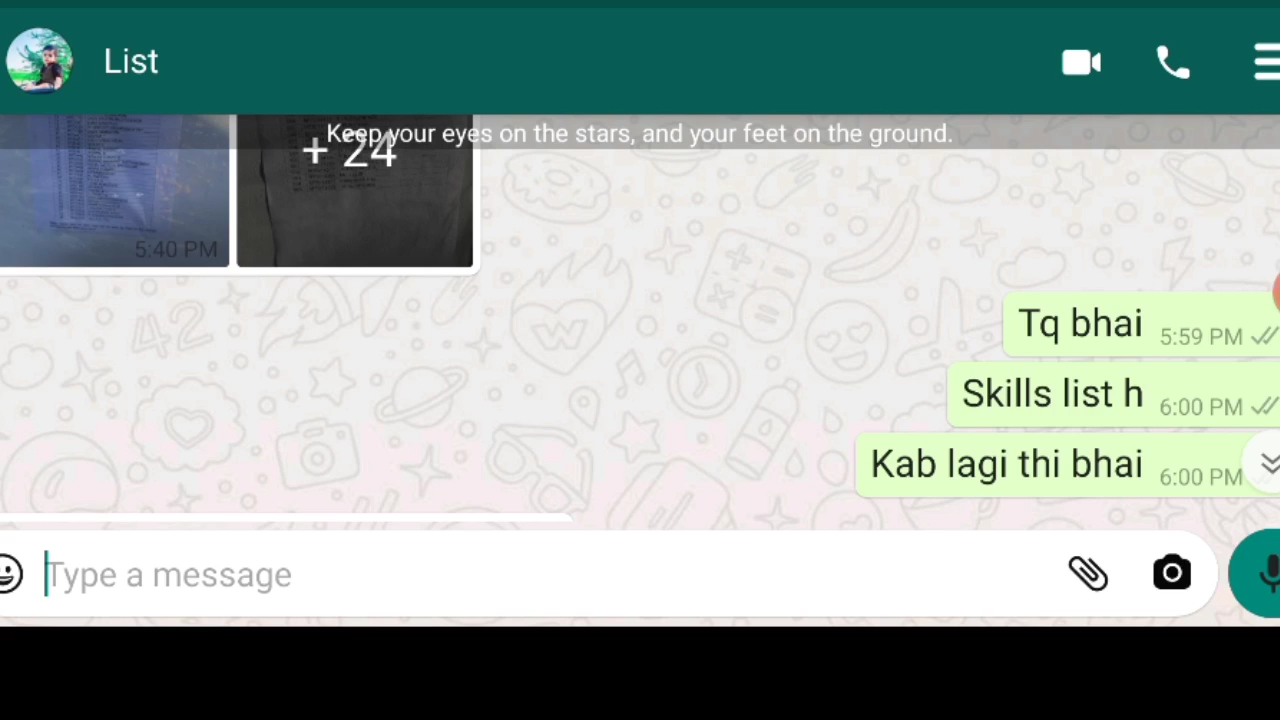 List
Keep your eyes on the stars, and your feet on the ground.
+ 24
5:40 PM
Tq bhai 5:59 PM
Skills list h 6:00 PM
Kab lagi thi bhai 6:00 PM
Type a message